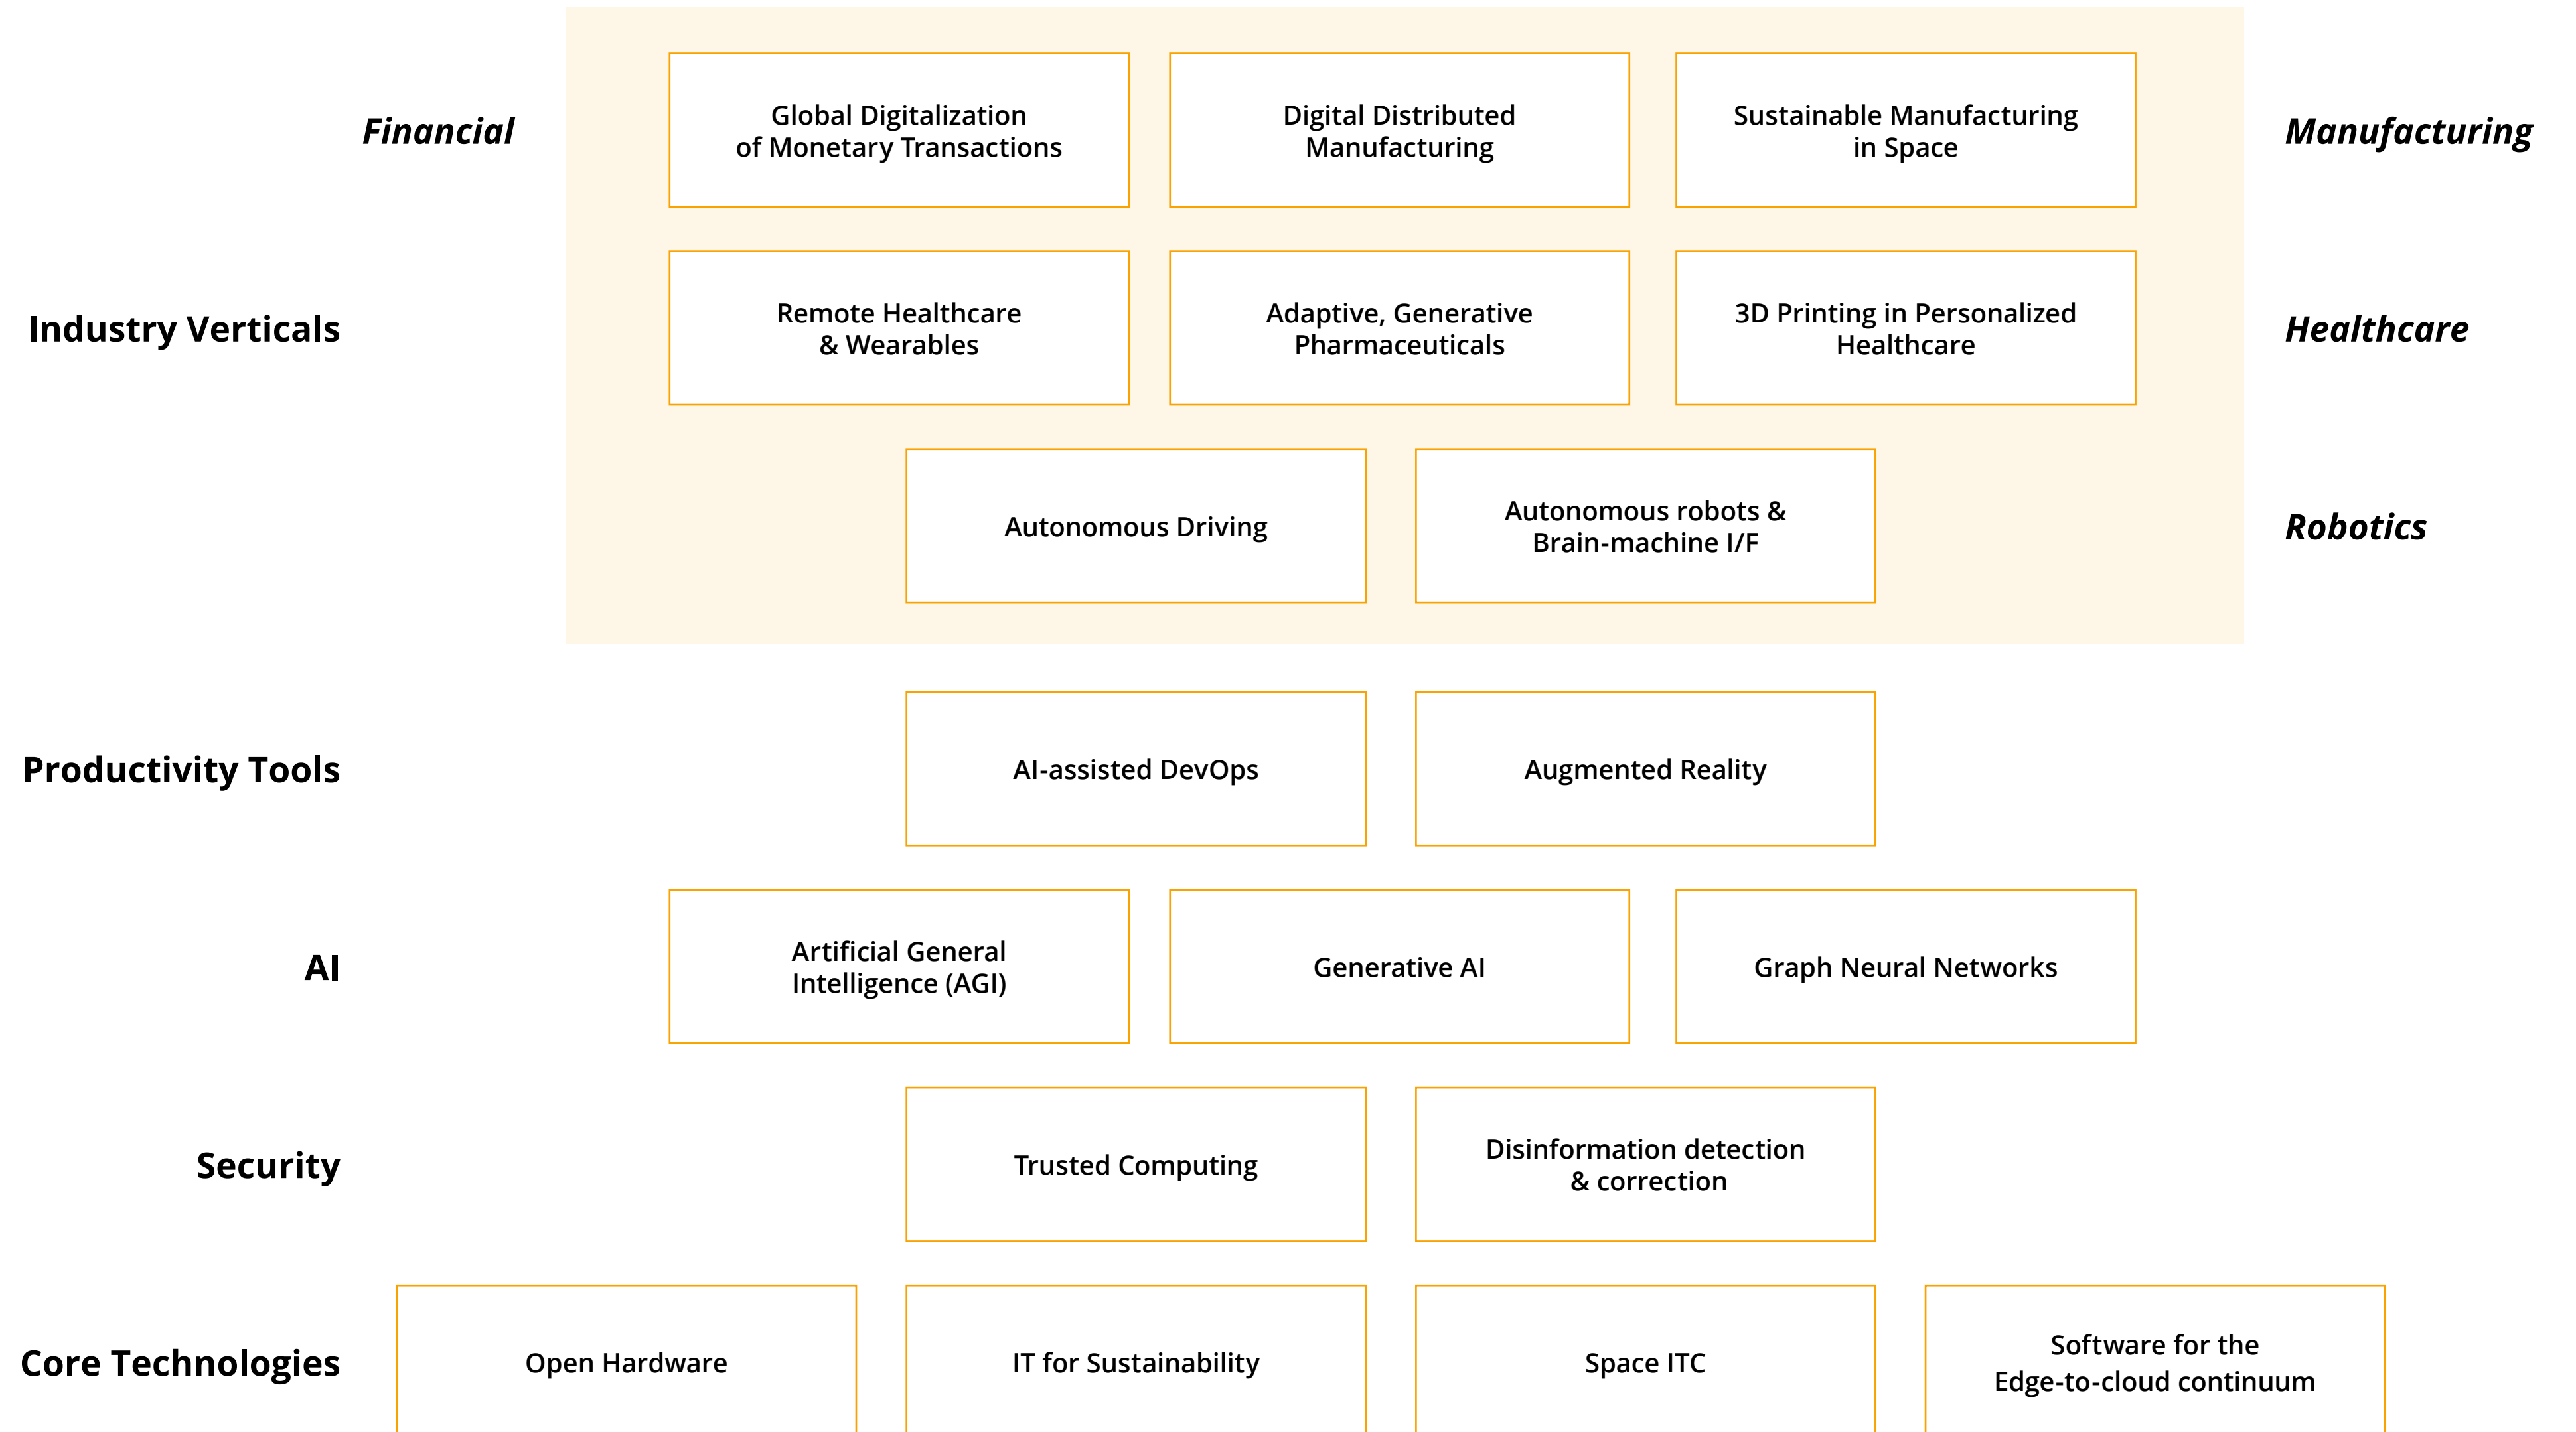 Financial
Global Digitalization
of Monetary Transactions
Digital Distributed
Manufacturing
Sustainable Manufacturing
in Space
Manufacturing
Industry Verticals
Remote Healthcare
& Wearables
Adaptive, Generative
Pharmaceuticals
3D Printing in Personalized
Healthcare
Healthcare
Autonomous Driving
Autonomous robots &
Brain-machine I/F
Robotics
Productivity Tools
AI-assisted DevOps
Augmented Reality
AI
Artificial General
Intelligence (AGI)
Generative AI
Graph Neural Networks
Security
Trusted Computing
Disinformation detection
& correction
Core Technologies
Open Hardware
IT for Sustainability
Space ITC
Software for the
Edge-to-cloud continuum